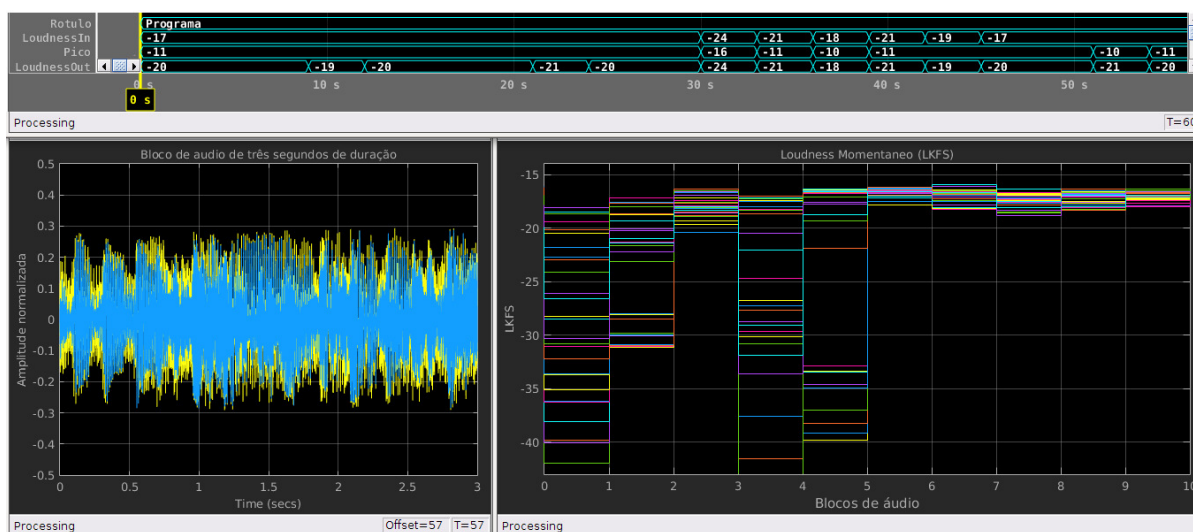 Rotulo Programa
LoudnessIn -17 -24 -21 -18 -21 -19 -17
Pico -11 -16 -11 -10 -11 -10 -11
LoudnessOut -20 -19 -20 -21 -20 -24 -21 -18 -21 -19 -20 -21 -20
0 s 10 s 20 s 30 s 40 s 50 s
0 s
Processing T=60
Bloco de audio de três segundos de duração
0.5
0.4
0.3
0.2
0.1
0
-0.1
-0.2
-0.3
-0.4
-0.5
Amplitude normalizada
0 0.5 1 1.5 2 2.5 3
Time (secs)
Processing Offset=57 T=57
Loudness Momentaneo (LKFS)
-15
-20
-25
-30
-35
-40
LKFS
0 1 2 3 4 5 6 7 8 9 10
Blocos de áudio
Processing